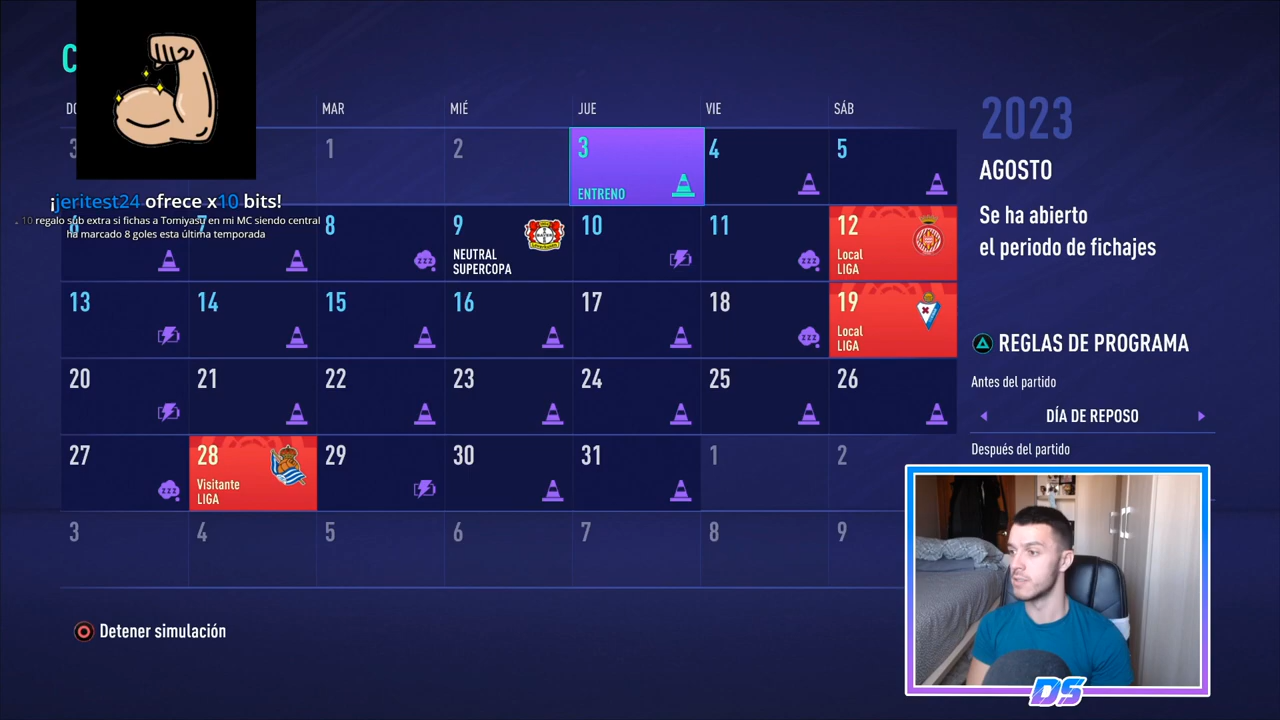 C
DO
MAR
MIÉ
JUE
VIE
SÁB
1
2
3
ENTRENO
4
5
¡jeritest24 ofrece x10 bits!
10 regalo sub extra si fichas a Tomiyasu en mi MC siendo central
ha marcado 8 goles esta última temporada
6
7
8
9
NEUTRAL
SUPERCOPA
10
11
12
Local
LIGA
13
14
15
16
17
18
19
Local
LIGA
20
21
22
23
24
25
26
27
28
Visitante
LIGA
29
30
31
1
2
3
4
5
6
7
8
9
2023
AGOSTO
Se ha abierto
el periodo de fichajes
REGLAS DE PROGRAMA
Antes del partido
DÍA DE REPOSO
Después del partido
Detener simulación
DS